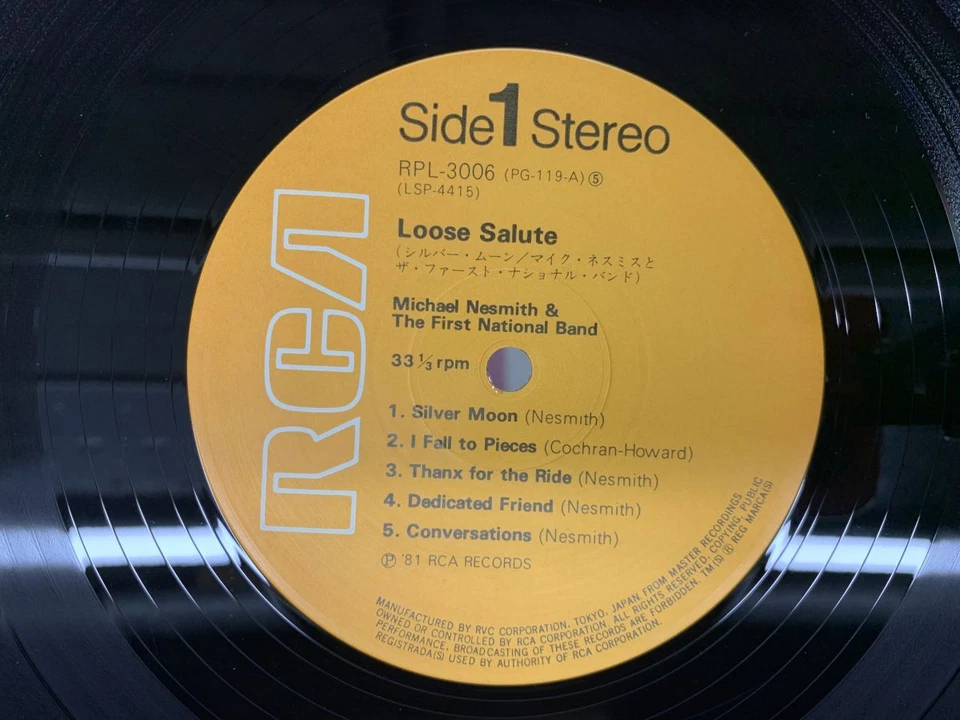 RCA
Side 1 Stereo
RPL-3006 (PG-119-A) ⑤
(LSP-4415)
Loose Salute
(シルバー・ムーン/マイク・ネスミスと
ザ・ファースト・ナショナル・バンド)
Michael Nesmith &
The First National Band
33 1/3 rpm
1. Silver Moon (Nesmith)
2. I Fall to Pieces (Cochran-Howard)
3. Thanx for the Ride (Nesmith)
4. Dedicated Friend (Nesmith)
5. Conversations (Nesmith)
Ⓟ '81 RCA RECORDS
MANUFACTURED BY RVC CORPORATION, TOKYO, JAPAN, FROM MASTER RECORDINGS
OWNED OR CONTROLLED BY RCA CORPORATION. ALL RIGHTS RESERVED, COPYING, PUBLIC
PERFORMANCE, BROADCASTING OF THESE RECORDS ARE FORBIDDEN. TM(S) ® REG MARCA(S)
REGISTRADA(S) USED BY AUTHORITY OF RCA CORPORATION.